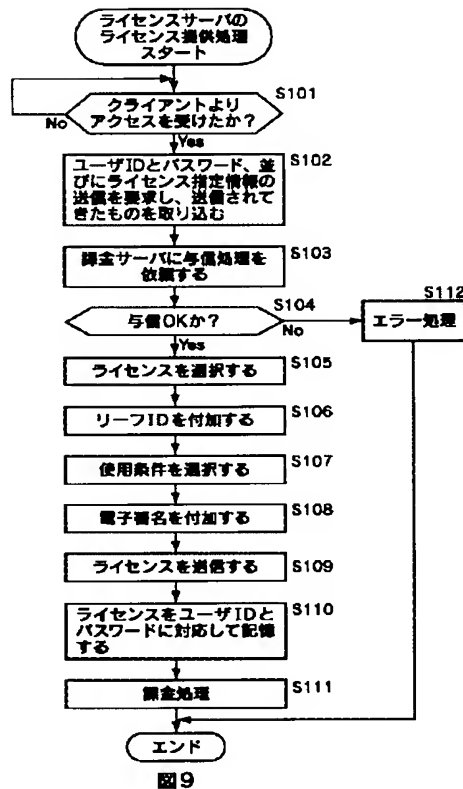 ライセンスサーバの
ライセンス提供処理
スタート
S101
クライアントより
アクセスを受けたか？
No
Yes
S102
ユーザIDとパスワード、並
びにライセンス指定情報の
送信を要求し、送信されて
きたものを取り込む
S103
課金サーバに与信処理を
依頼する
S104
与信OKか？
No
Yes
S112
エラー処理
S105
ライセンスを選択する
S106
リーフIDを付加する
S107
使用条件を選択する
S108
電子署名を付加する
S109
ライセンスを送信する
S110
ライセンスをユーザIDと
パスワードに対応して記憶
する
S111
課金処理
エンド
図9